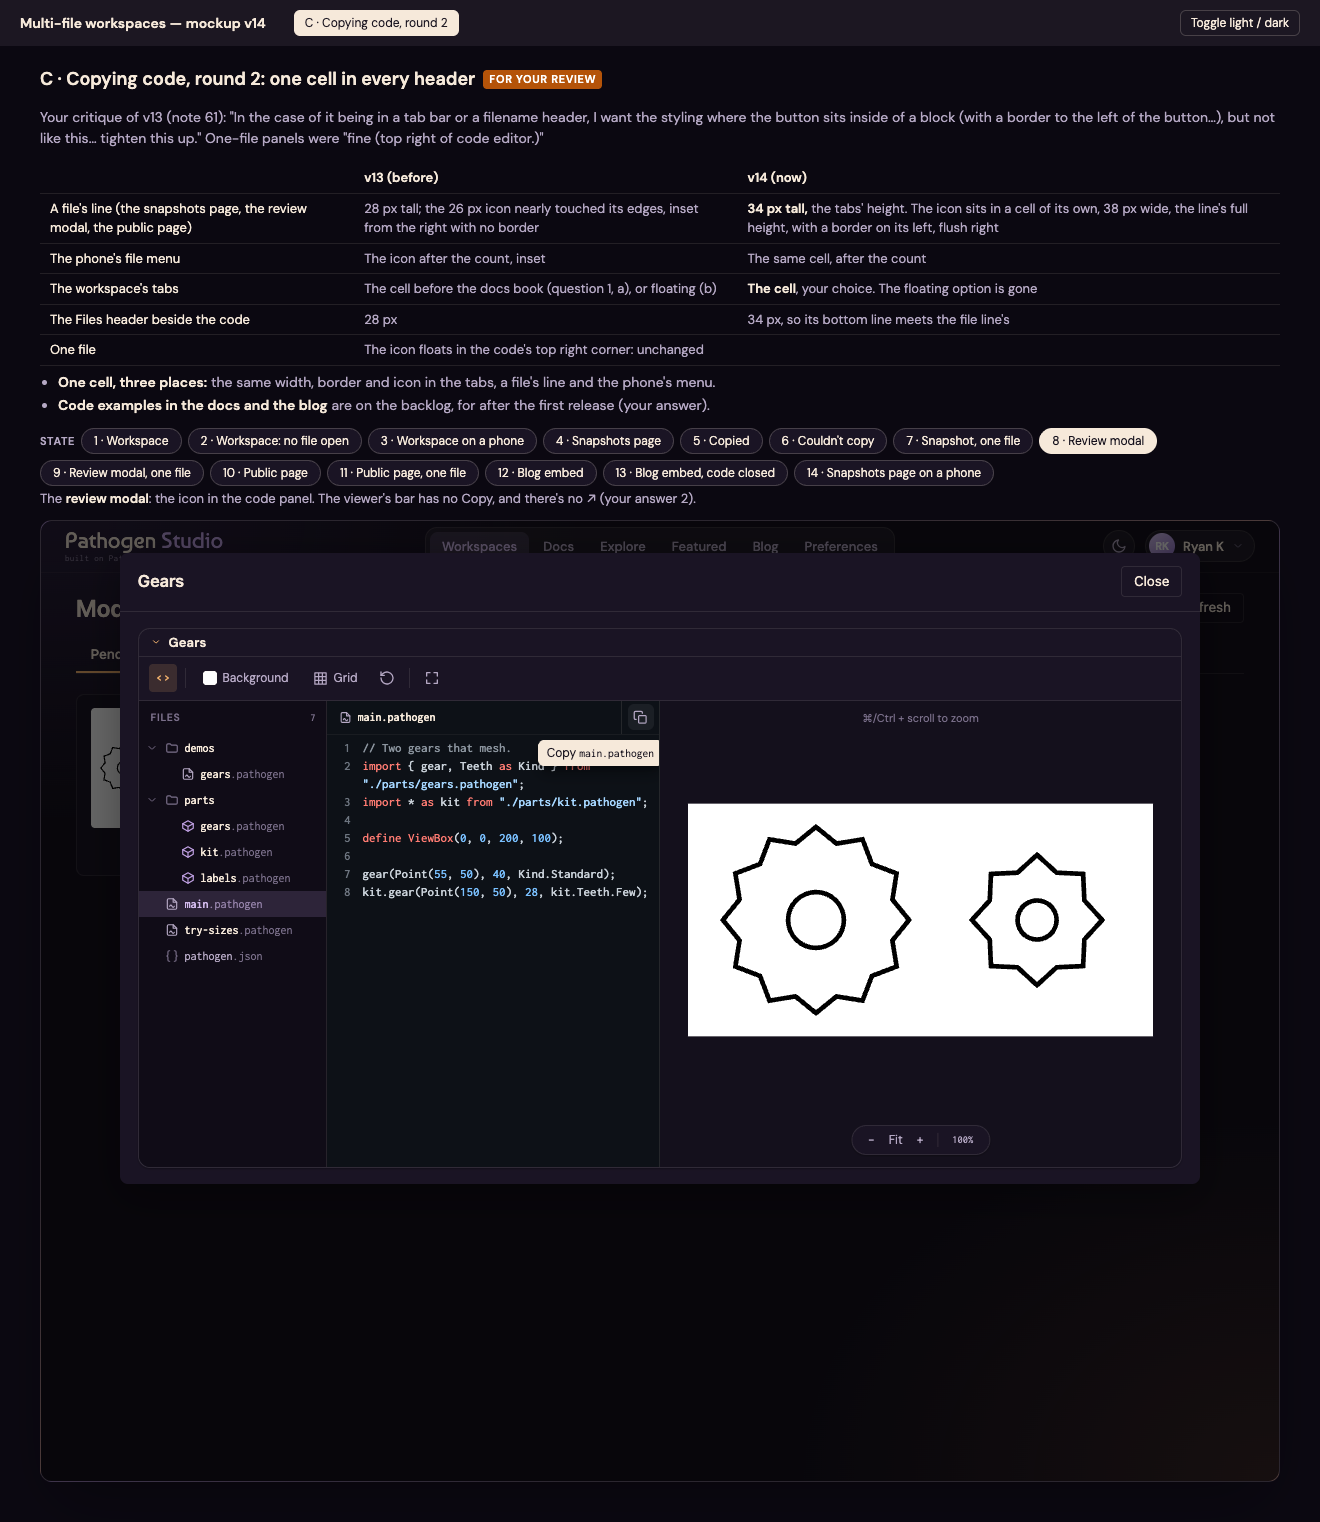 Multi-file workspaces — mockup v14
C · Copying code, round 2
Toggle light / dark
C · Copying code, round 2: one cell in every header
FOR YOUR REVIEW
Your critique of v13 (note 61): "In the case of it being in a tab bar or a filename header, I want the styling where the button sits inside of a block (with a border to the left of the button...), but not
like this... tighten this up." One-file panels were "fine (top right of code editor.)"
v13 (before)
v14 (now)
A file's line (the snapshots page, the review
modal, the public page)
28 px tall; the 26 px icon nearly touched its edges, inset
from the right with no border
34 px tall, the tabs' height. The icon sits in a cell of its own, 38 px wide, the line's full
height, with a border on its left, flush right
The phone's file menu
The icon after the count, inset
The same cell, after the count
The workspace's tabs
The cell before the docs book (question 1, a), or floating (b)
The cell, your choice. The floating option is gone
The Files header beside the code
28 px
34 px, so its bottom line meets the file line's
One file
The icon floats in the code's top right corner: unchanged
• One cell, three places: the same width, border and icon in the tabs, a file's line and the phone's menu.
• Code examples in the docs and the blog are on the backlog, for after the first release (your answer).
STATE
1 · Workspace
2 · Workspace: no file open
3 · Workspace on a phone
4 · Snapshots page
5 · Copied
6 · Couldn't copy
7 · Snapshot, one file
8 · Review modal
9 · Review modal, one file
10 · Public page
11 · Public page, one file
12 · Blog embed
13 · Blog embed, code closed
14 · Snapshots page on a phone
The review modal: the icon in the code panel. The viewer's bar has no Copy, and there's no ↗ (your answer 2).
Pathogen Studio
built on Pat
Workspaces
Docs
Explore
Featured
Blog
Preferences
RK
Ryan K
Mod
fresh
Pend
Gears
Close
Gears
<>
Background
Grid
FILES
7
main.pathogen
⌘/Ctrl + scroll to zoom
demos
gears.pathogen
parts
gears.pathogen
kit.pathogen
labels.pathogen
main.pathogen
try-sizes.pathogen
{} pathogen.json
Copy main.pathogen
1 // Two gears that mesh.
2 import { gear, Teeth as Kind } from
"./parts/gears.pathogen";
3 import * as kit from "./parts/kit.pathogen";
4
5 define ViewBox(0, 0, 200, 100);
6
7 gear(Point(55, 50), 40, Kind.Standard);
8 kit.gear(Point(150, 50), 28, kit.Teeth.Few);
− Fit + 100%